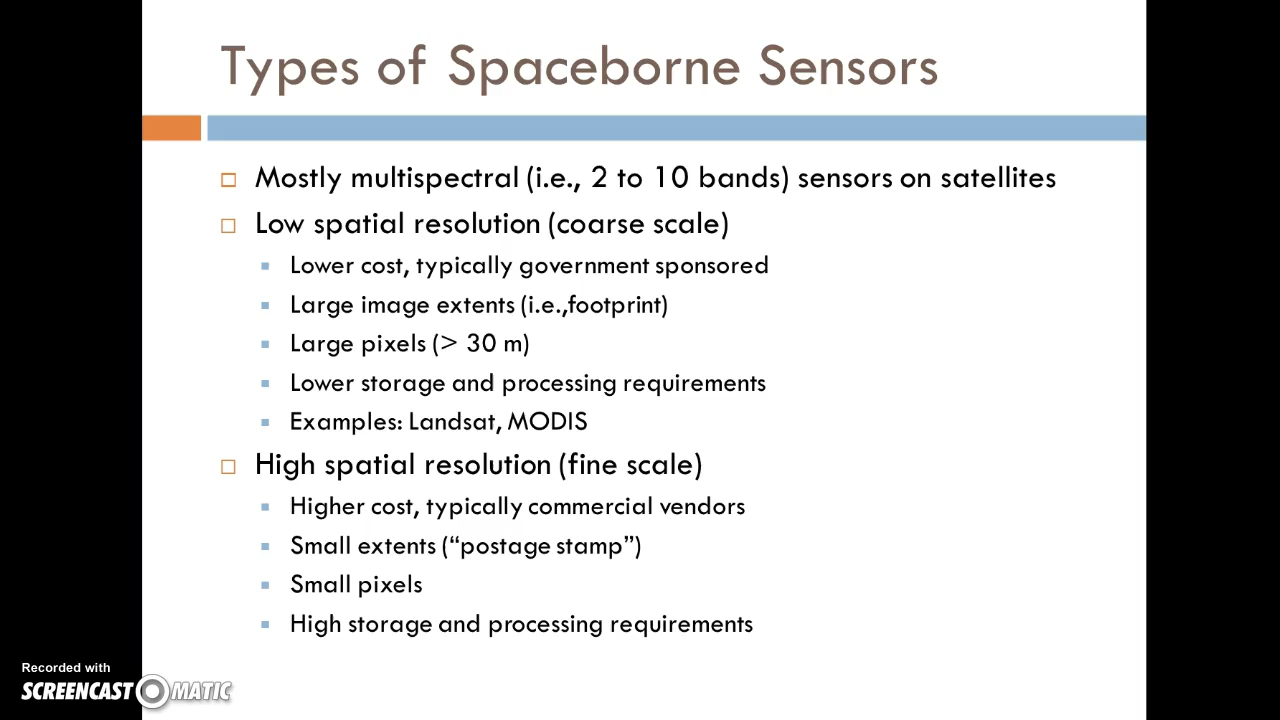 Types of Spaceborne Sensors
Mostly multispectral (i.e., 2 to 10 bands) sensors on satellites
Low spatial resolution (coarse scale)
Lower cost, typically government sponsored
Large image extents (i.e.,footprint)
Large pixels (> 30 m)
Lower storage and processing requirements
Examples: Landsat, MODIS
High spatial resolution (fine scale)
Higher cost, typically commercial vendors
Small extents (“postage stamp”)
Small pixels
High storage and processing requirements
Recorded with
SCREENCAST MATIC